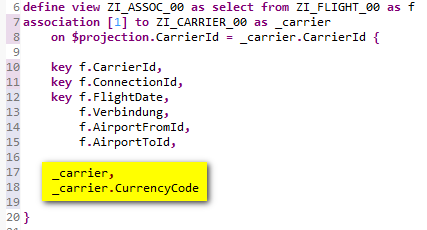 6 define view ZI_ASSOC_00 as select from ZI_FLIGHT_00 as f
7 association [1] to ZI_CARRIER_00 as _carrier
8 on $projection.CarrierId = _carrier.CarrierId {
9
10 key f.CarrierId,
11 key f.ConnectionId,
12 key f.FlightDate,
13 f.Verbindung,
14 f.AirportFromId,
15 f.AirportToId,
16
17 _carrier,
18 _carrier.CurrencyCode
19
20 }